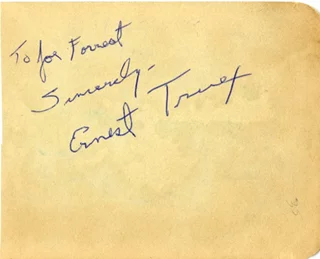 To Joe Forrest
Sincerely-
Ernest Truex